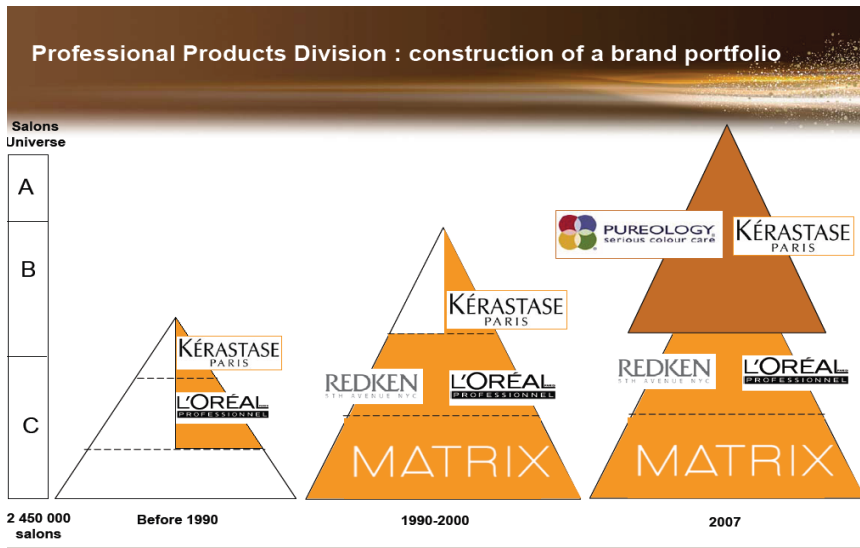 Professional Products Division : construction of a brand portfolio
Salons
Universe
A
B
C
2 450 000
salons
KÉRASTASE
PARIS
L'ORÉAL
PROFESSIONNEL
Before 1990
KÉRASTASE
PARIS
REDKEN
5TH AVENUE NYC
L'ORÉAL
PROFESSIONNEL
MATRIX
1990-2000
PUREOLOGY
serious colour care
KÉRASTASE
PARIS
REDKEN
5TH AVENUE NYC
L'ORÉAL
PROFESSIONNEL
MATRIX
2007